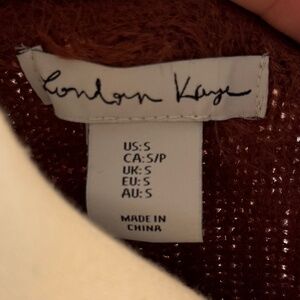 London Kaye
US:S
CA:S/P
UK:S
EU:S
AU:S
MADE IN
CHINA